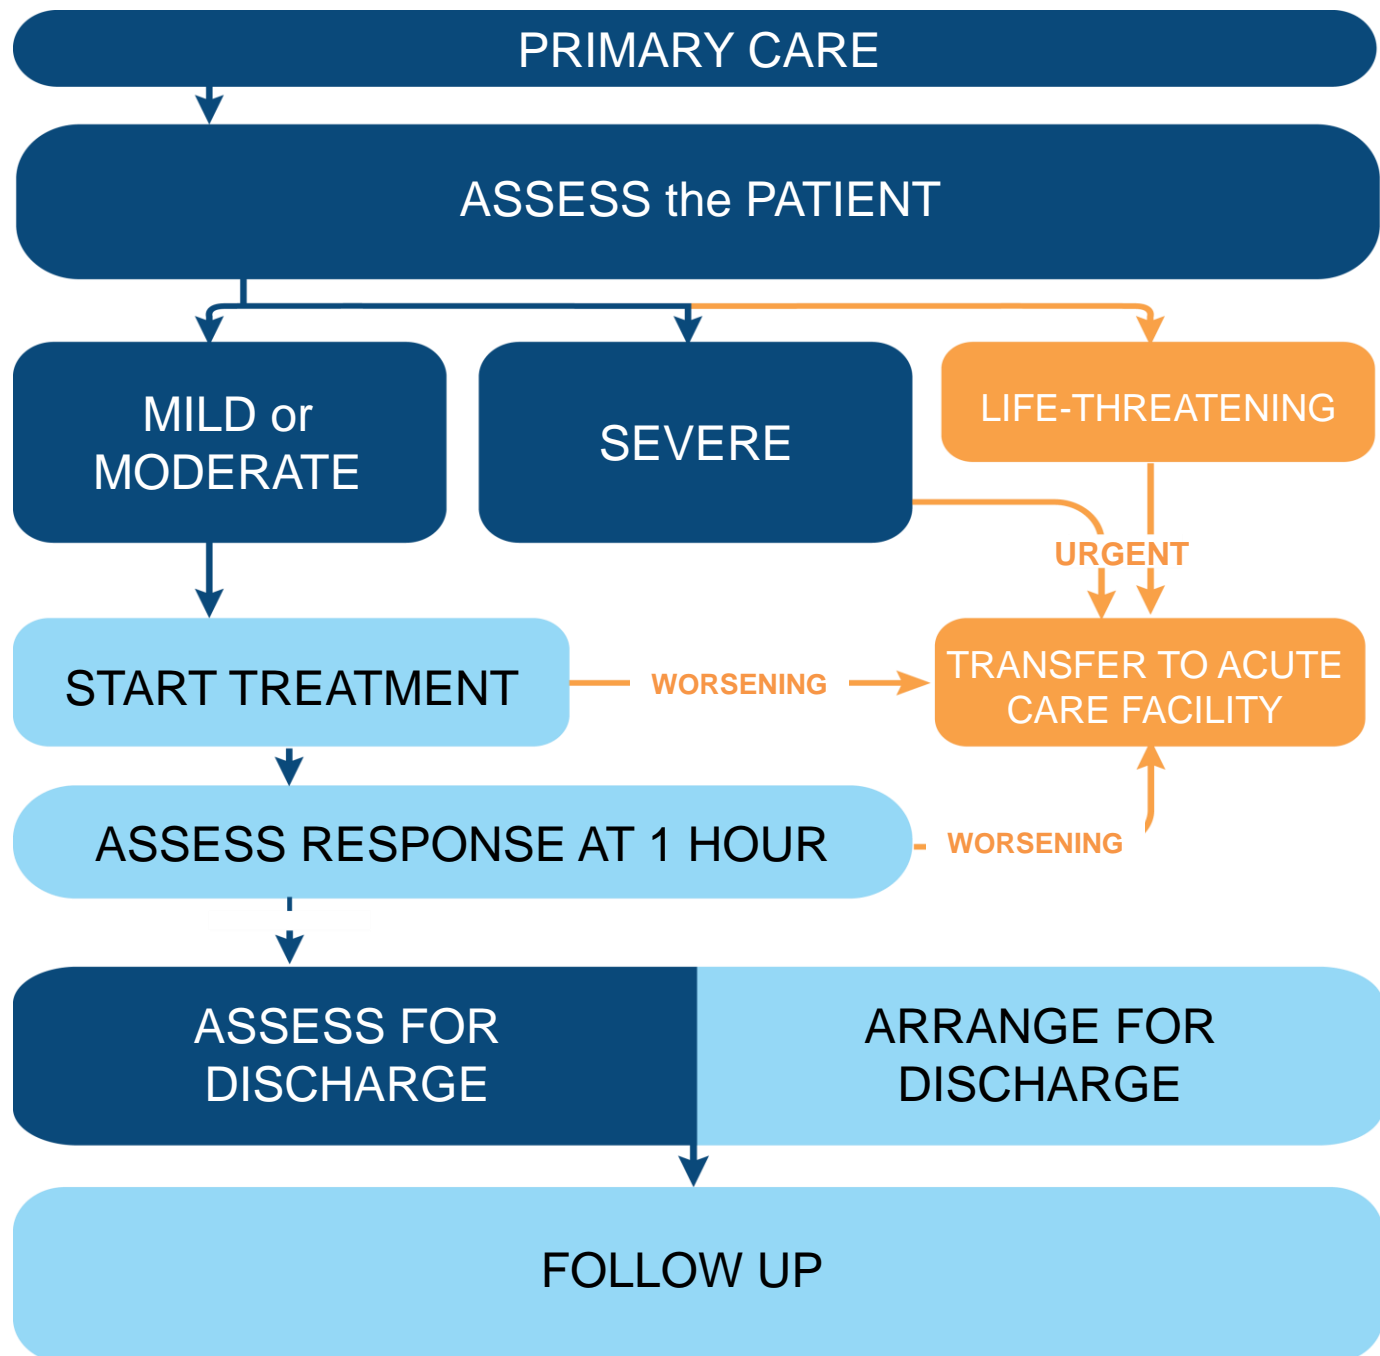 PRIMARY CARE
ASSESS the PATIENT
MILD or
MODERATE
SEVERE
LIFE-THREATENING
URGENT
START TREATMENT
WORSENING
TRANSFER TO ACUTE
CARE FACILITY
ASSESS RESPONSE AT 1 HOUR
WORSENING
ASSESS FOR
DISCHARGE
ARRANGE FOR
DISCHARGE
FOLLOW UP